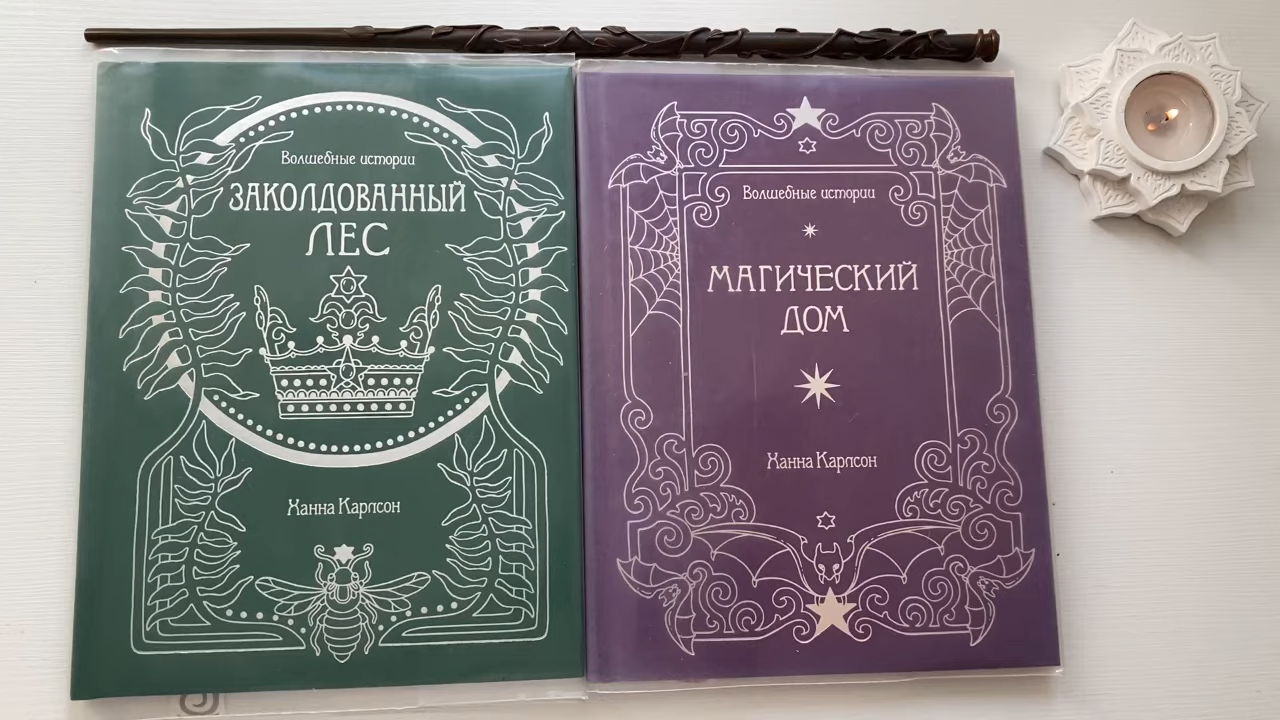 Волшебные истории
ЗАКОЛДОВАННЫЙ
ЛЕС
Ханна Карлсон
Волшебные истории
МАГИЧЕСКИЙ
ДОМ
Ханна Карлсон